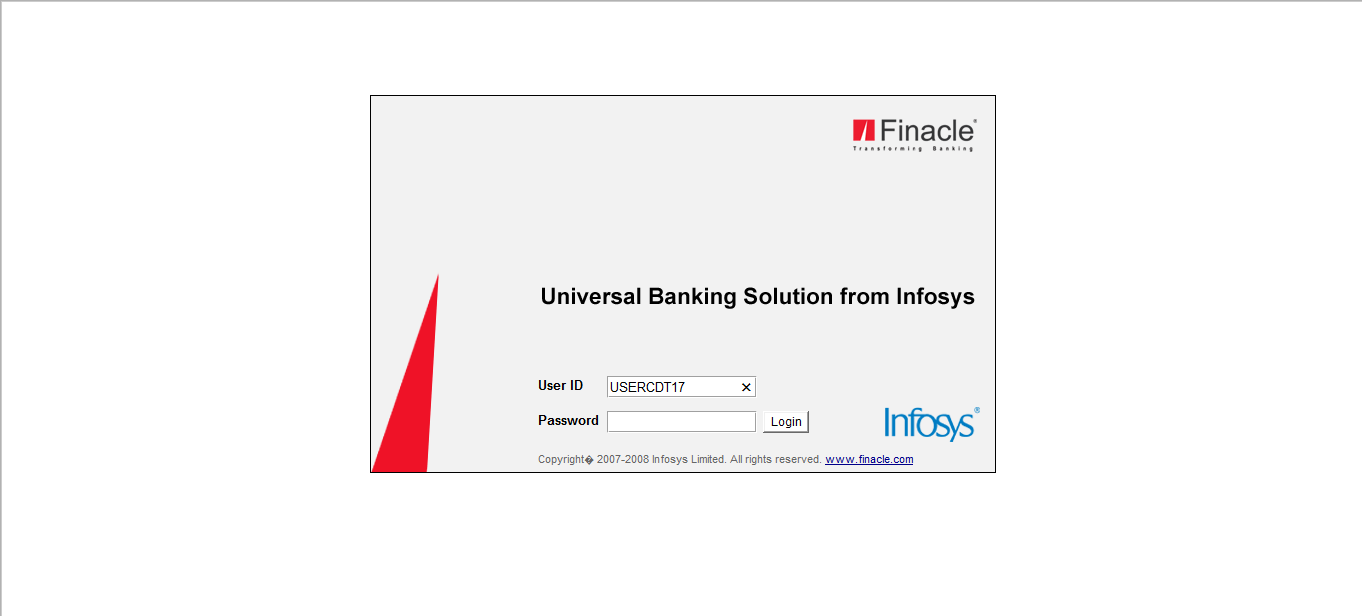 Finacle®
Transforming Banking
Universal Banking Solution from Infosys
User ID USERCDT17 ✕
Password Login
Infosys®
Copyright� 2007-2008 Infosys Limited. All rights reserved. www.finacle.com